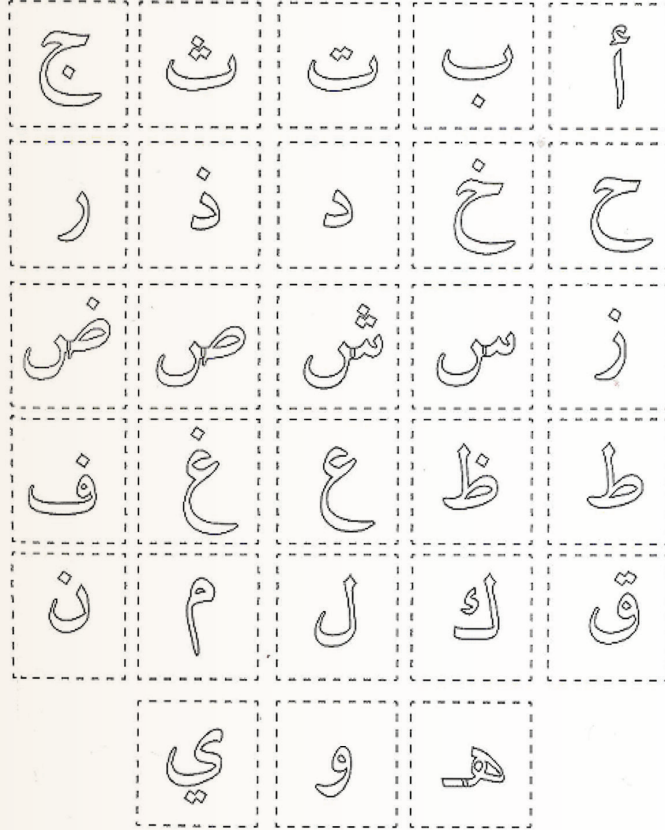 أ ب ت ث ج
ح خ د ذ ر
ز س ش ص ض
ط ظ ع غ ف
ق ك ل م ن
هـ و ي